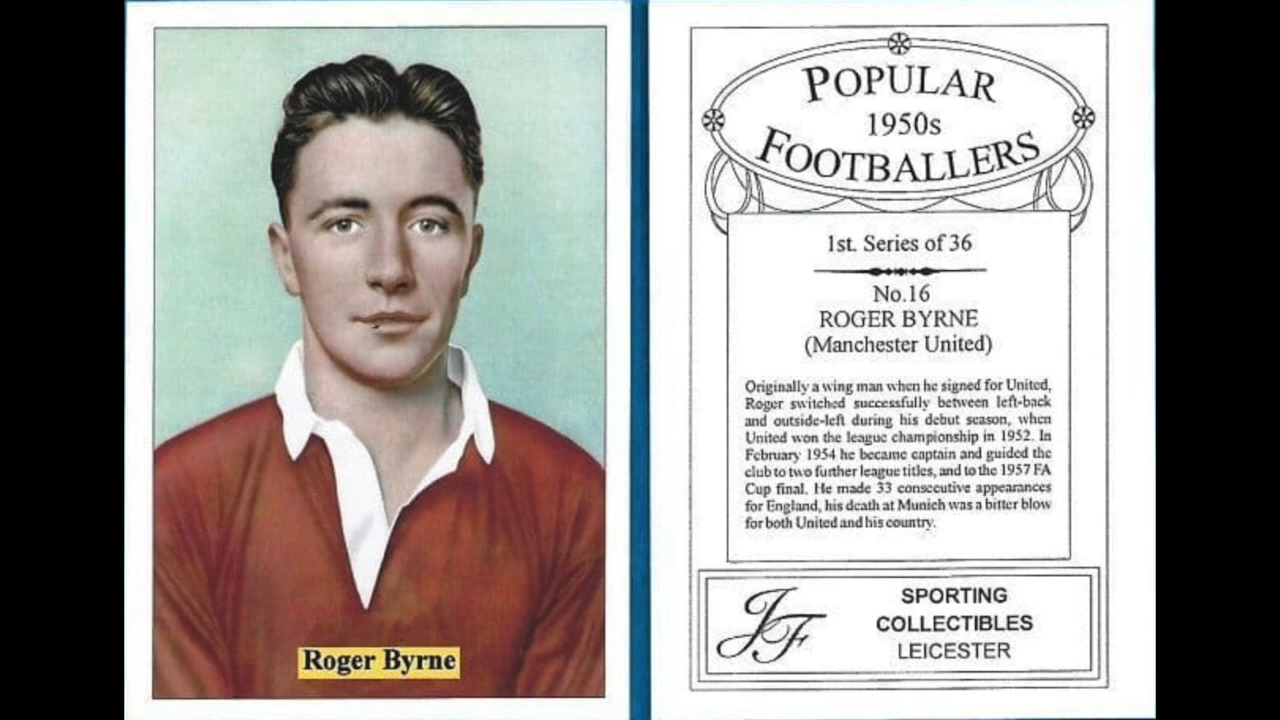 Roger Byrne
POPULAR
1950s
FOOTBALLERS
1st. Series of 36
No.16
ROGER BYRNE
(Manchester United)
Originally a wing man when he signed for United,
Roger switched successfully between left-back
and outside-left during his debut season, when
United won the league championship in 1952. In
February 1954 he became captain and guided the
club to two further league titles, and to the 1957 FA
Cup final. He made 33 consecutive appearances
for England, his death at Munich was a bitter blow
for both United and his country.
JF
SPORTING
COLLECTIBLES
LEICESTER